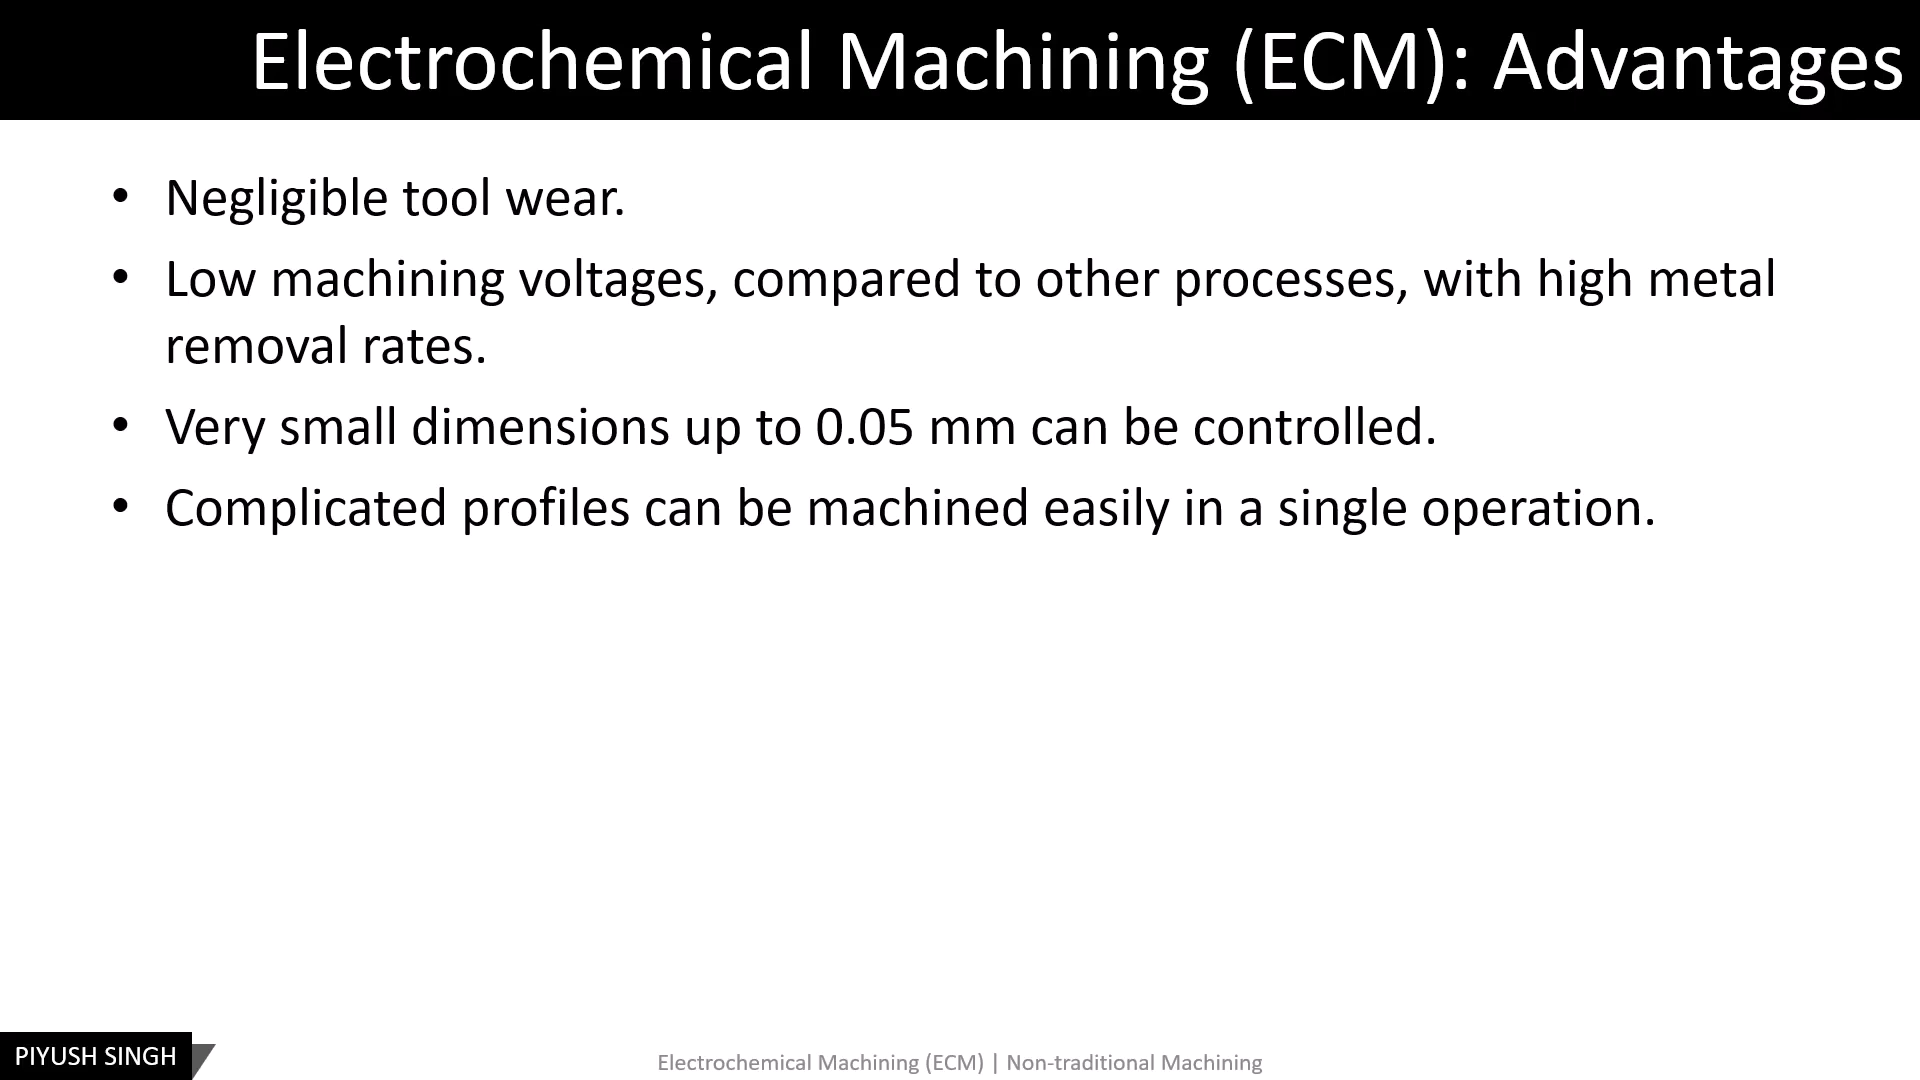 Electrochemical Machining (ECM): Advantages
• Negligible tool wear.
• Low machining voltages, compared to other processes, with high metal
removal rates.
• Very small dimensions up to 0.05 mm can be controlled.
• Complicated profiles can be machined easily in a single operation.
PIYUSH SINGH
Electrochemical Machining (ECM) | Non-traditional Machining